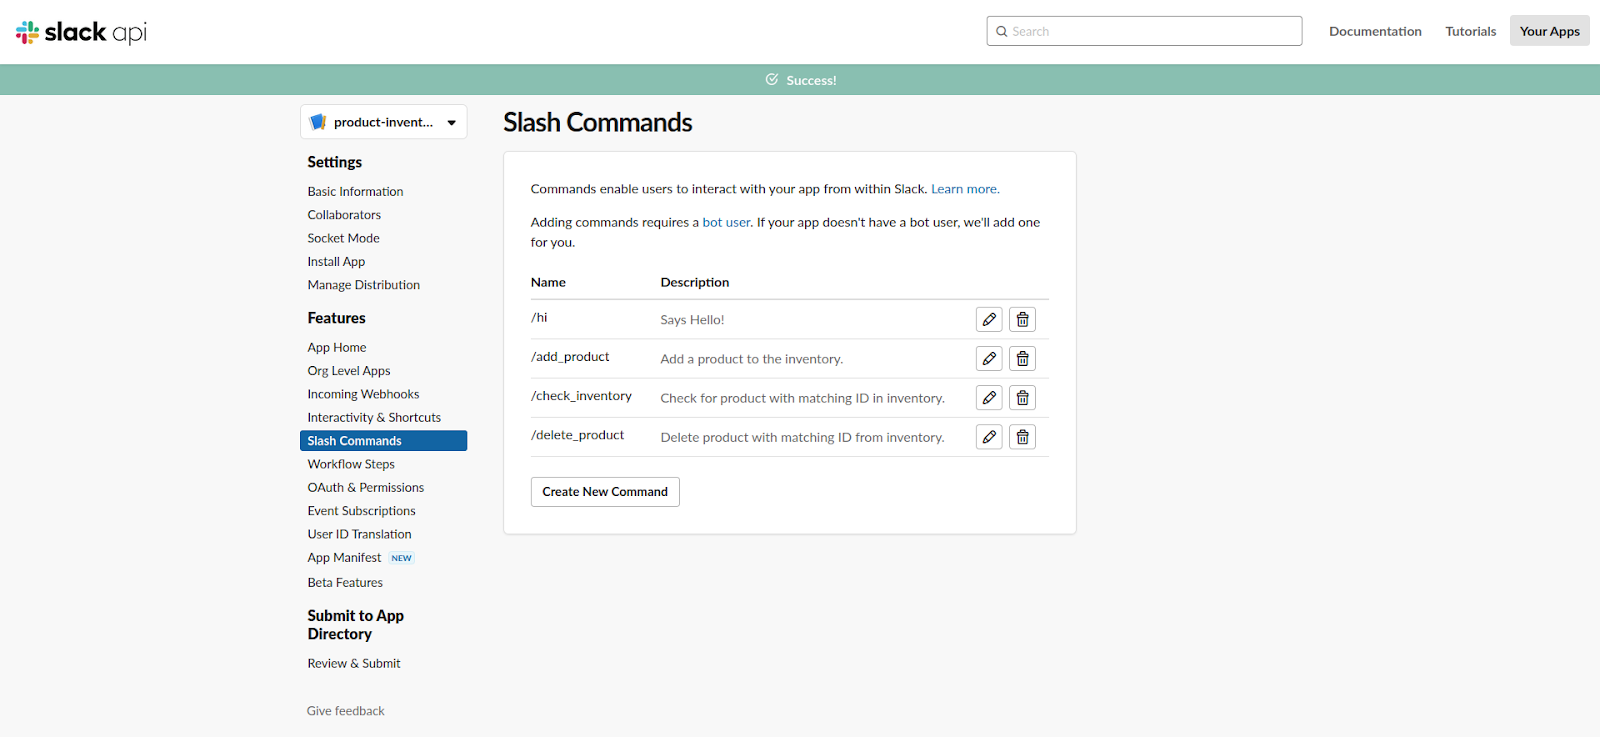 slack api
Search
Documentation
Tutorials
Your Apps
Success!
product-invent...
Settings
Basic Information
Collaborators
Socket Mode
Install App
Manage Distribution
Features
App Home
Org Level Apps
Incoming Webhooks
Interactivity & Shortcuts
Slash Commands
Workflow Steps
OAuth & Permissions
Event Subscriptions
User ID Translation
App Manifest NEW
Beta Features
Submit to App
Directory
Review & Submit
Give feedback
Slash Commands
Commands enable users to interact with your app from within Slack. Learn more.
Adding commands requires a bot user. If your app doesn't have a bot user, we'll add one
for you.
Name Description
/hi Says Hello!
/add_product Add a product to the inventory.
/check_inventory Check for product with matching ID in inventory.
/delete_product Delete product with matching ID from inventory.
Create New Command